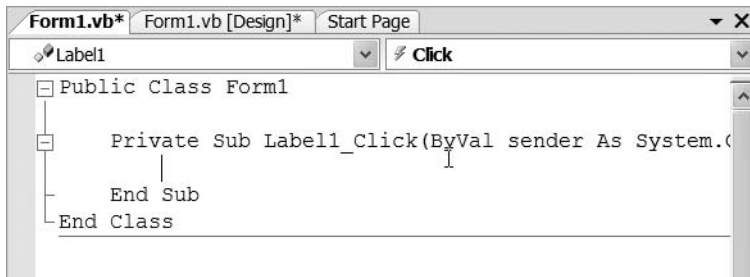 Form1.vb* Form1.vb [Design]* Start Page
Label1 Click
Public Class Form1
Private Sub Label1_Click(ByVal sender As System.
End Sub
End Class